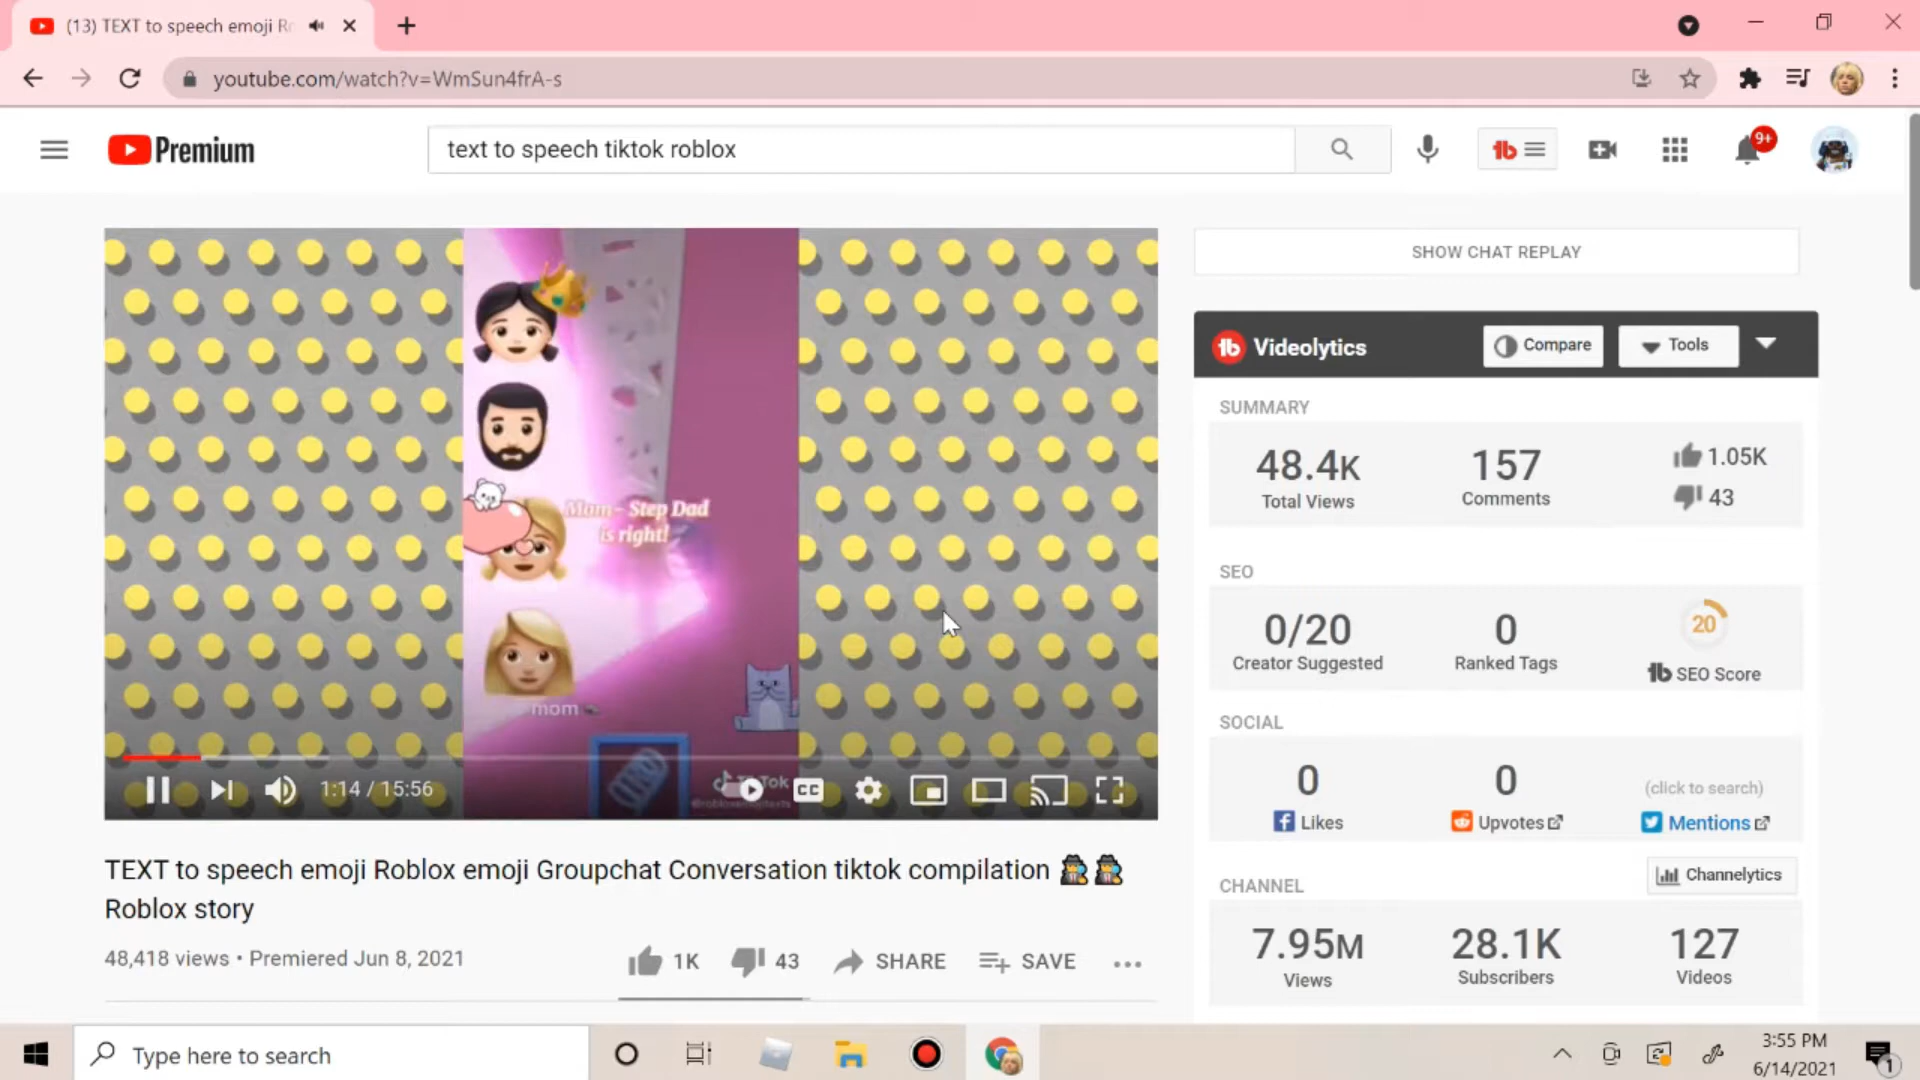 (13) TEXT to speech emoji Ro
youtube.com/watch?v=WmSun4frA-s
Premium
text to speech tiktok roblox
9+
Mom- Step Dad
is right!
mom
TikTok
1:14 / 15:56
CC
TEXT to speech emoji Roblox emoji Groupchat Conversation tiktok compilation
Roblox story
48,418 views • Premiered Jun 8, 2021
1K
43
SHARE
SAVE
SHOW CHAT REPLAY
Videolytics
Compare
Tools
SUMMARY
48.4K
Total Views
157
Comments
1.05K
43
SEO
0/20
Creator Suggested
0
Ranked Tags
20
SEO Score
SOCIAL
0
Likes
0
Upvotes
(click to search)
Mentions
CHANNEL
Channelytics
7.95M
Views
28.1K
Subscribers
127
Videos
Type here to search
3:55 PM
6/14/2021
1